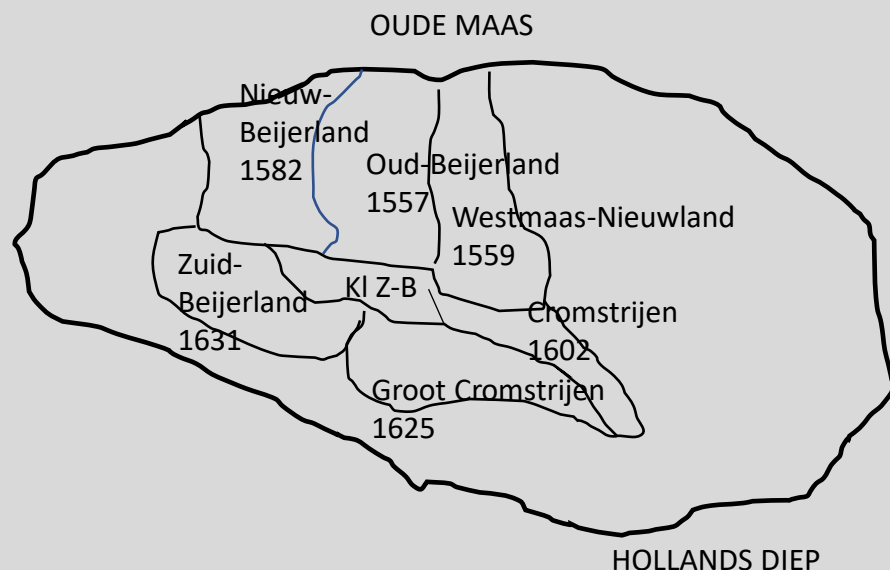 OUDE MAAS
Nieuw-
Beijerland
1582
Oud-Beijerland
1557
Westmaas-Nieuwland
1559
Zuid-
Beijerland
1631
Kl Z-B
Cromstrijen
1602
Groot Cromstrijen
1625
HOLLANDS DIEP